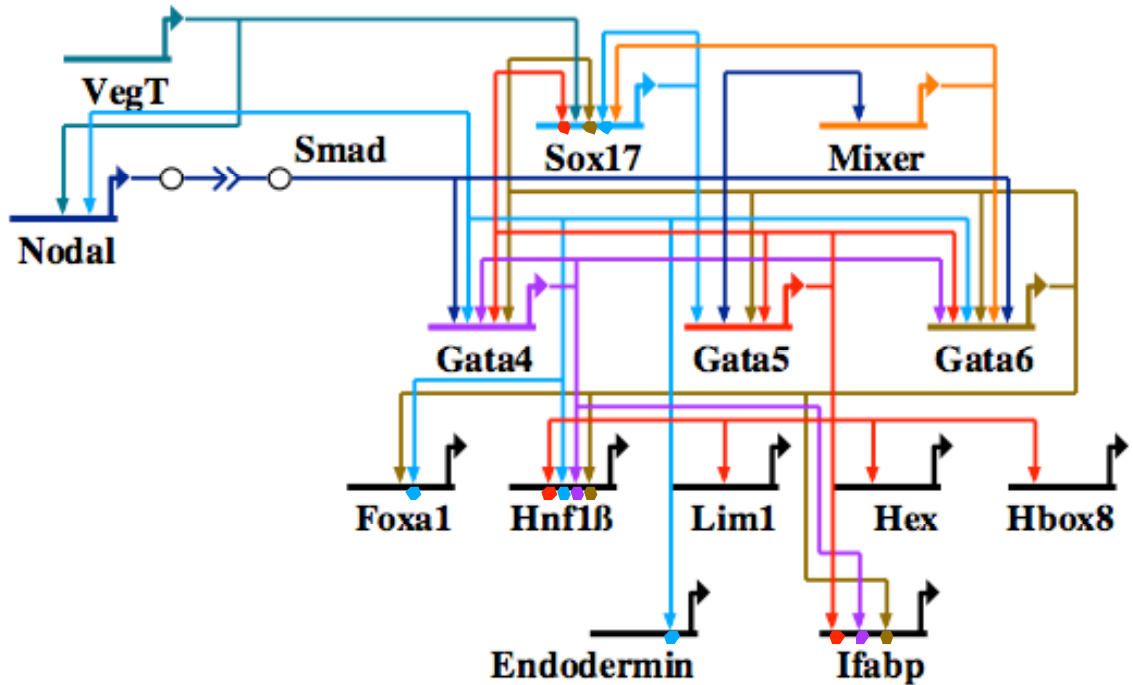 VegT
Smad
Sox17
Mixer
Nodal
Gata4
Gata5
Gata6
Foxa1
Hnf1ß
Lim1
Hex
Hbox8
Endodermin
Ifabp